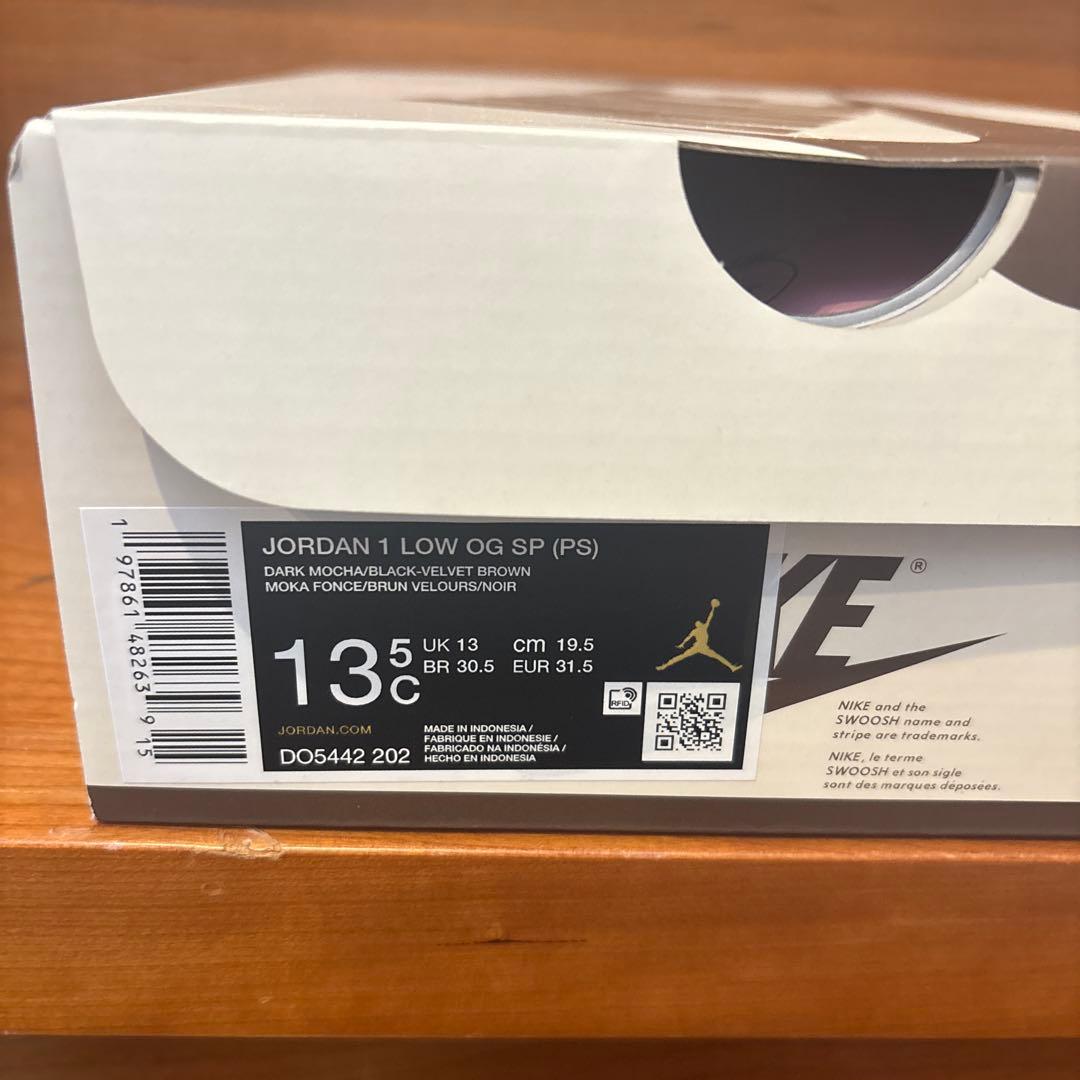 1 97861 48263 9 15
JORDAN 1 LOW OG SP (PS)
DARK MOCHA/BLACK-VELVET BROWN
MOKA FONCE/BRUN VELOURS/NOIR
13 5 C
UK 13 cm 19.5
BR 30.5 EUR 31.5
RFID
JORDAN.COM
DO5442 202
MADE IN INDONESIA /
FABRIQUE EN INDONESIE /
FABRICADO NA INDONÉSIA /
HECHO EN INDONESIA
KE ®
NIKE and the
SWOOSH name and
stripe are trademarks.
NIKE, le terme
SWOOSH et son sigle
sont des marques déposées.